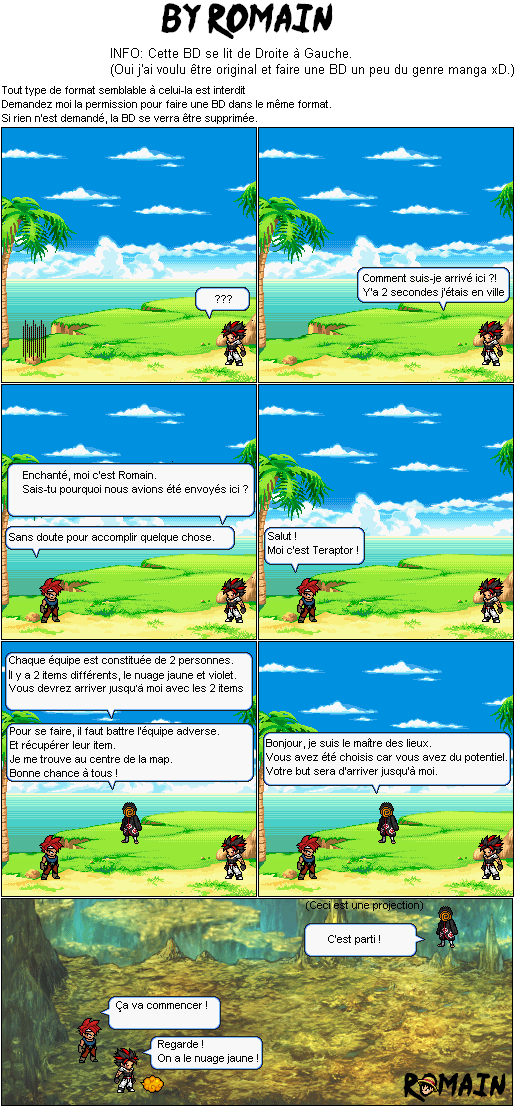 BY ROMAIN
INFO: Cette BD se lit de Droite à Gauche.
(Oui j'ai voulu être original et faire une BD un peu du genre manga xD.)
Tout type de format semblable à celui-la est interdit
Demandez moi la permission pour faire une BD dans le même format.
Si rien n'est demandé, la BD se verra être supprimée.
Comment suis-je arrivé ici ?!
Y'a 2 secondes j'étais en ville
???
Salut !
Moi c'est Teraptor !
Enchanté, moi c'est Romain.
Sais-tu pourquoi nous avions été envoyés ici ?
Sans doute pour accomplir quelque chose.
Bonjour, je suis le maître des lieux.
Vous avez été choisis car vous avez du potentiel.
Votre but sera d'arriver jusqu'à moi.
Chaque équipe est constituée de 2 personnes.
Il y a 2 items différents, le nuage jaune et violet.
Vous devrez arriver jusqu'à moi avec les 2 items
Pour se faire, il faut battre l'équipe adverse.
Et récupérer leur item.
Je me trouve au centre de la map.
Bonne chance à tous !
(Ceci est une projection)
C'est parti !
Ça va commencer !
Regarde !
On a le nuage jaune !
ROMAIN